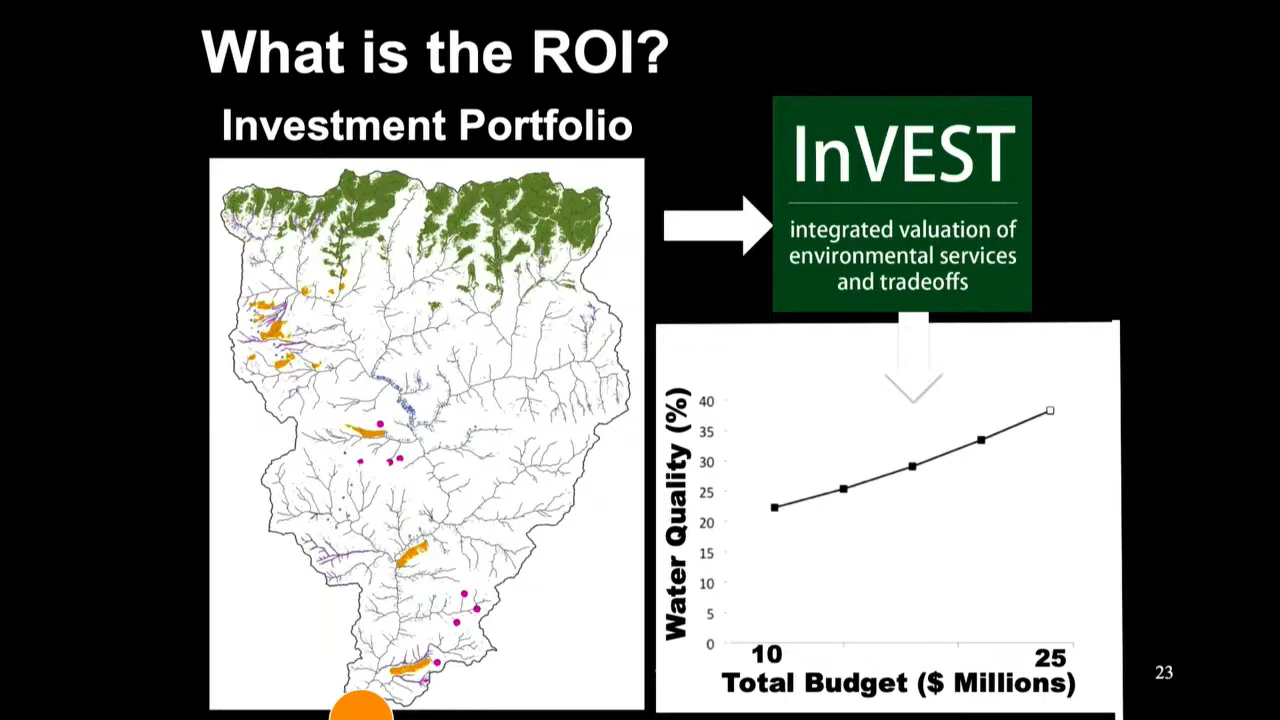 What is the ROI?
Investment Portfolio
InVEST
integrated valuation of
environmental services
and tradeoffs
Water Quality (%)
40
35
30
25
20
15
10
5
0
10
25
Total Budget ($ Millions)
23